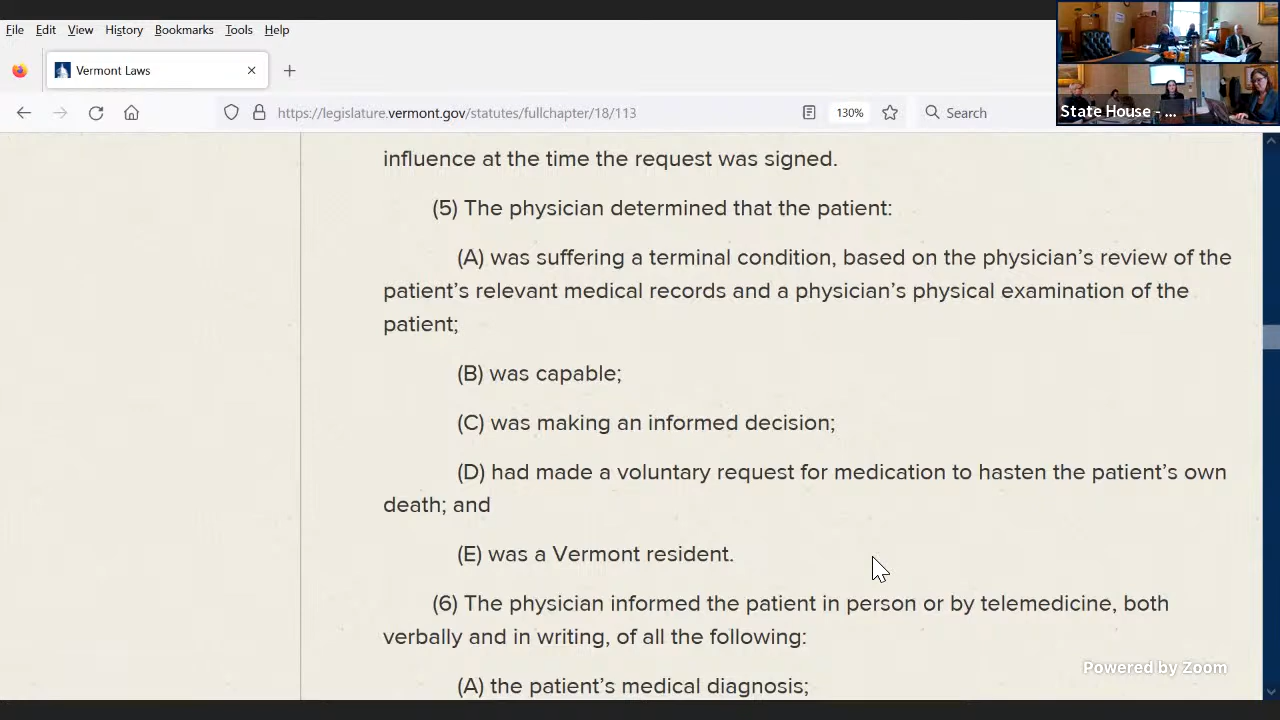 File Edit View History Bookmarks Tools Help
Vermont Laws
https://legislature.vermont.gov/statutes/fullchapter/18/113
130%
Search
State House - ...
influence at the time the request was signed.
(5) The physician determined that the patient:
(A) was suffering a terminal condition, based on the physician’s review of the
patient’s relevant medical records and a physician’s physical examination of the
patient;
(B) was capable;
(C) was making an informed decision;
(D) had made a voluntary request for medication to hasten the patient’s own
death; and
(E) was a Vermont resident.
(6) The physician informed the patient in person or by telemedicine, both
verbally and in writing, of all the following:
Powered by Zoom
(A) the patient’s medical diagnosis;